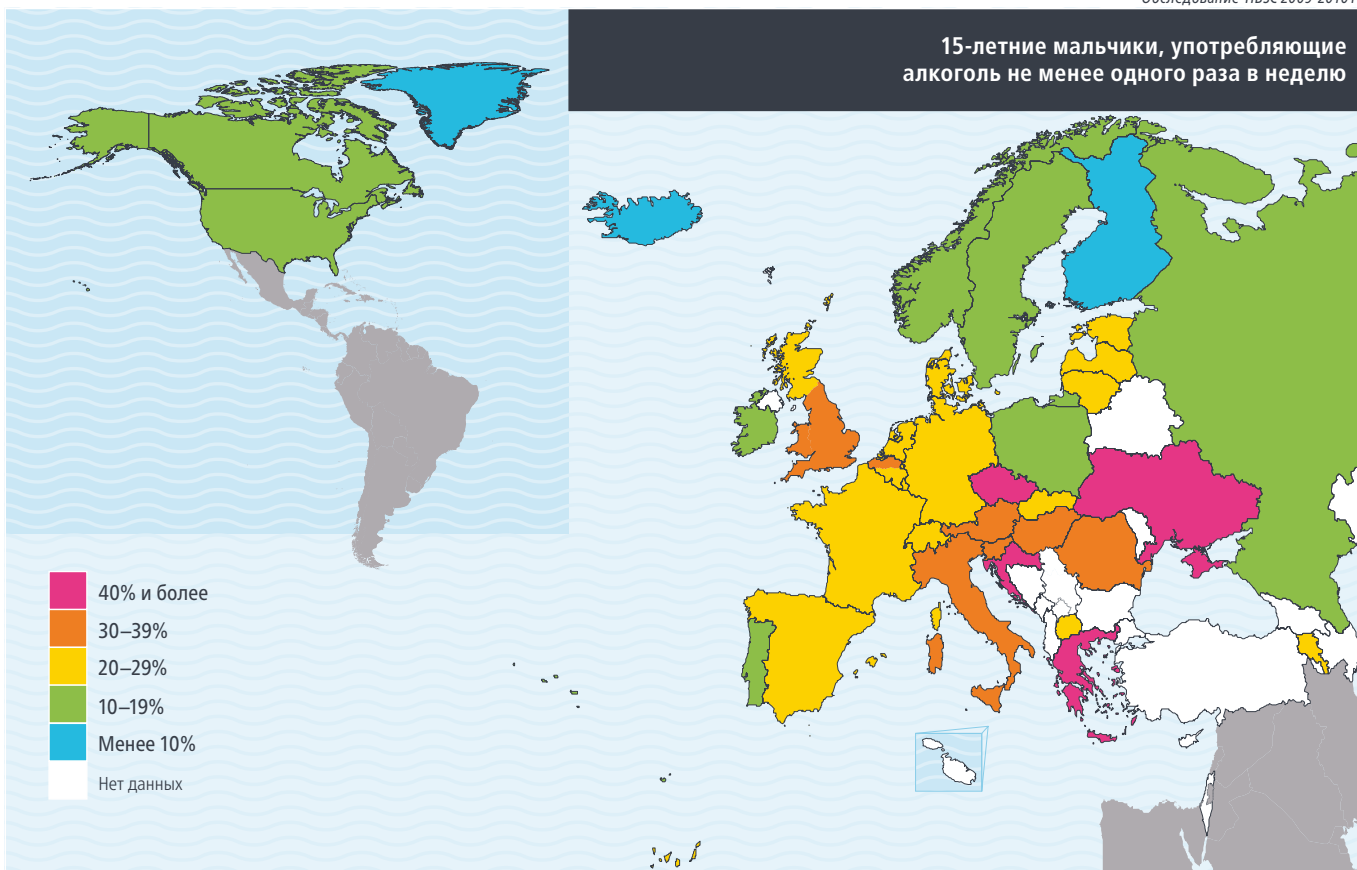 15-летние мальчики, употребляющие
алкоголь не менее одного раза в неделю
40% и более
30–39%
20–29%
10–19%
Менее 10%
Нет данных